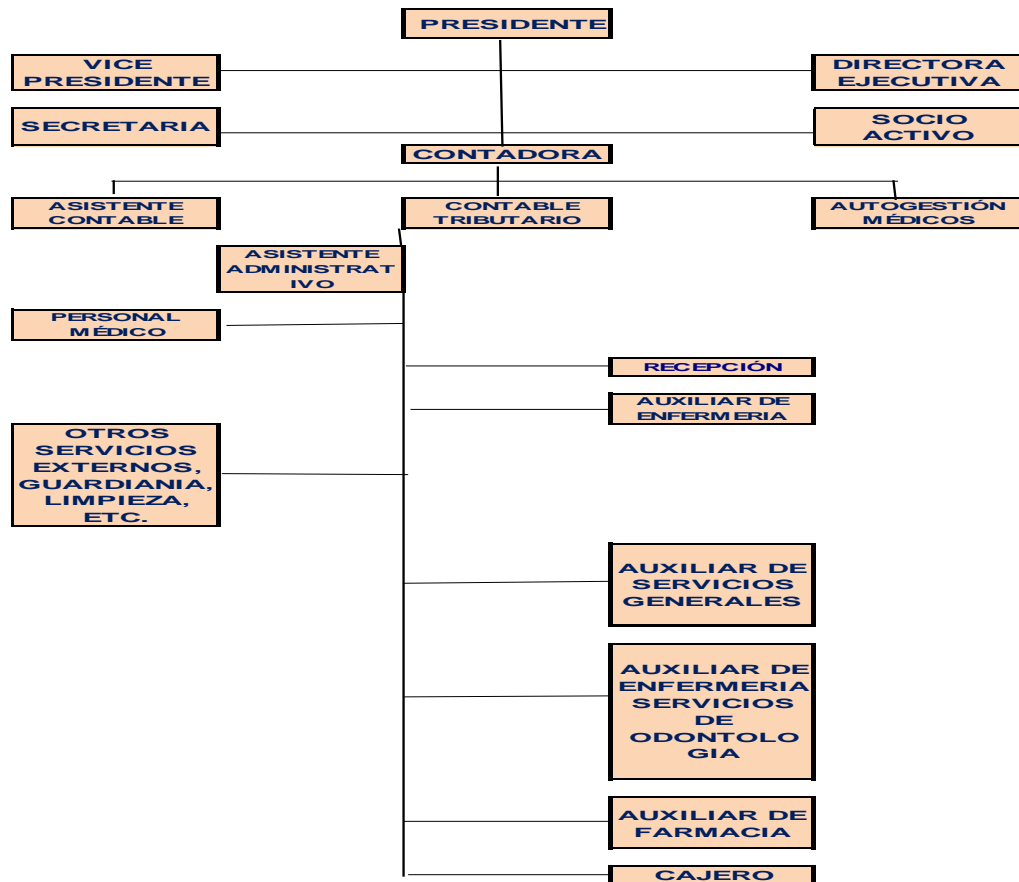 PRESIDENTE
VICE
PRESIDENTE
DIRECTORA
EJECUTIVA
SECRETARIA
SOCIO
ACTIVO
CONTADORA
ASISTENTE
CONTABLE
CONTABLE
TRIBUTARIO
AUTOGESTIÓN
MÉDICOS
ASISTENTE
ADMINISTRAT
IVO
PERSONAL
MÉDICO
RECEPCIÓN
AUXILIAR DE
ENFERMERIA
OTROS
SERVICIOS
EXTERNOS,
GUARDIANIA,
LIMPIEZA,
ETC.
AUXILIAR DE
SERVICIOS
GENERALES
AUXILIAR DE
ENFERMERIA
SERVICIOS
DE
ODONTOLO
GIA
AUXILIAR DE
FARMACIA
CAJERO